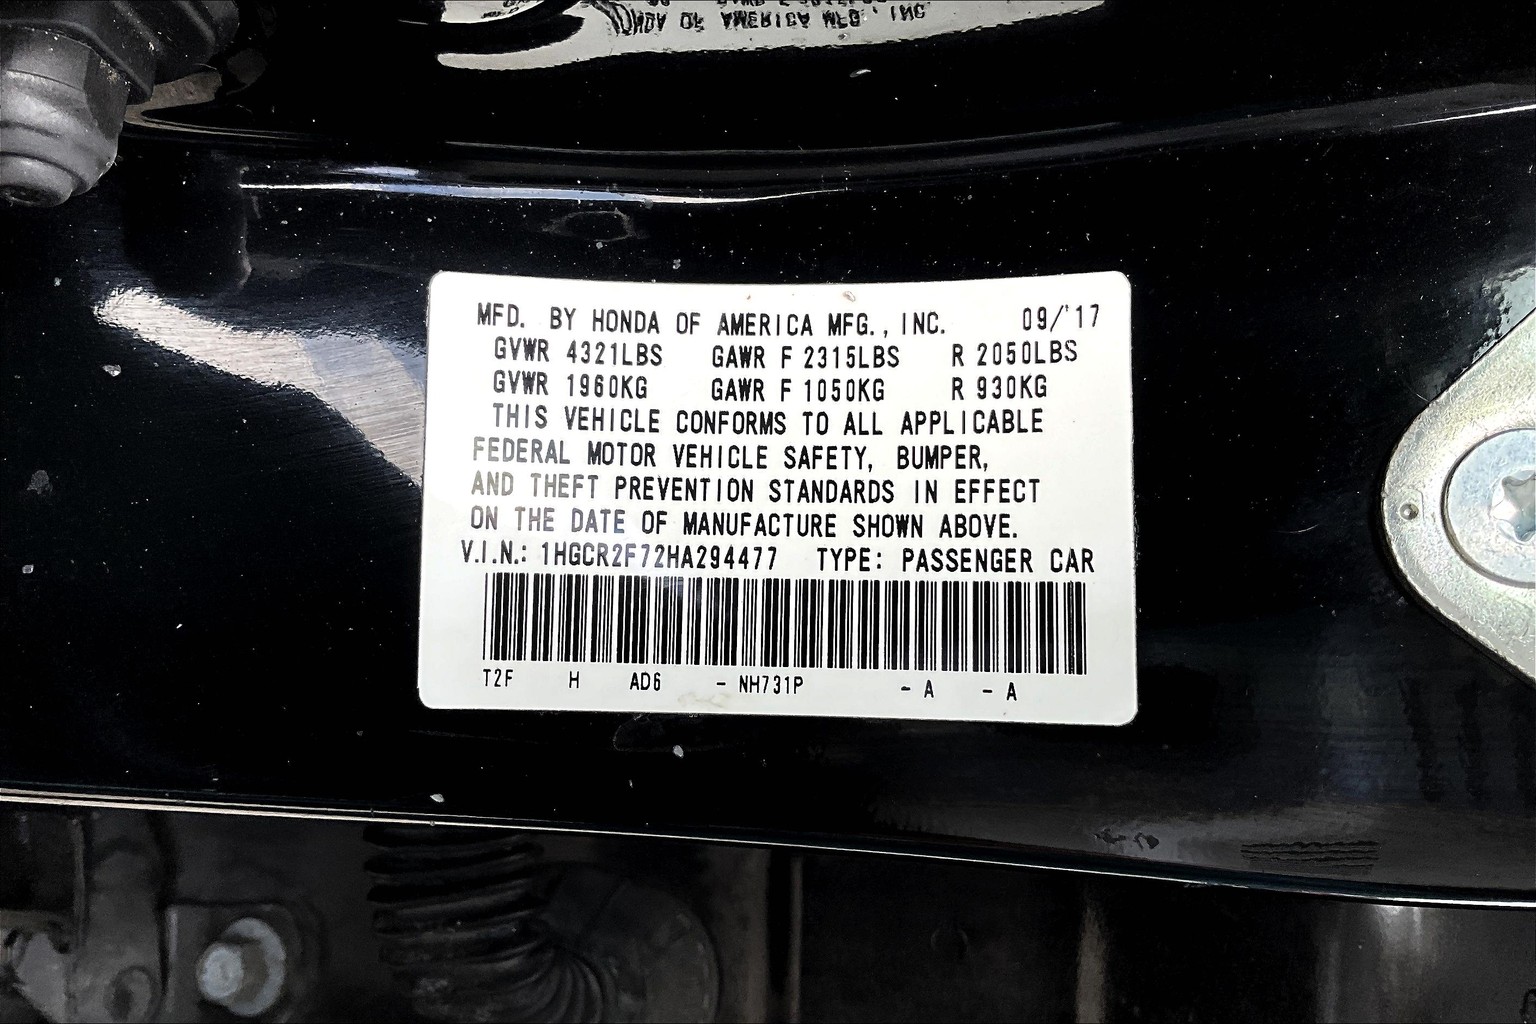 MFD. BY HONDA OF AMERICA MFG., INC. 09/'17
GVWR 4321LBS GAWR F 2315LBS R 2050LBS
GVWR 1960KG GAWR F 1050KG R 930KG
THIS VEHICLE CONFORMS TO ALL APPLICABLE
FEDERAL MOTOR VEHICLE SAFETY, BUMPER,
AND THEFT PREVENTION STANDARDS IN EFFECT
ON THE DATE OF MANUFACTURE SHOWN ABOVE.
V.I.N.: 1HGCR2F72HA294477 TYPE: PASSENGER CAR
T2F H AD6 - NH731P - A - A